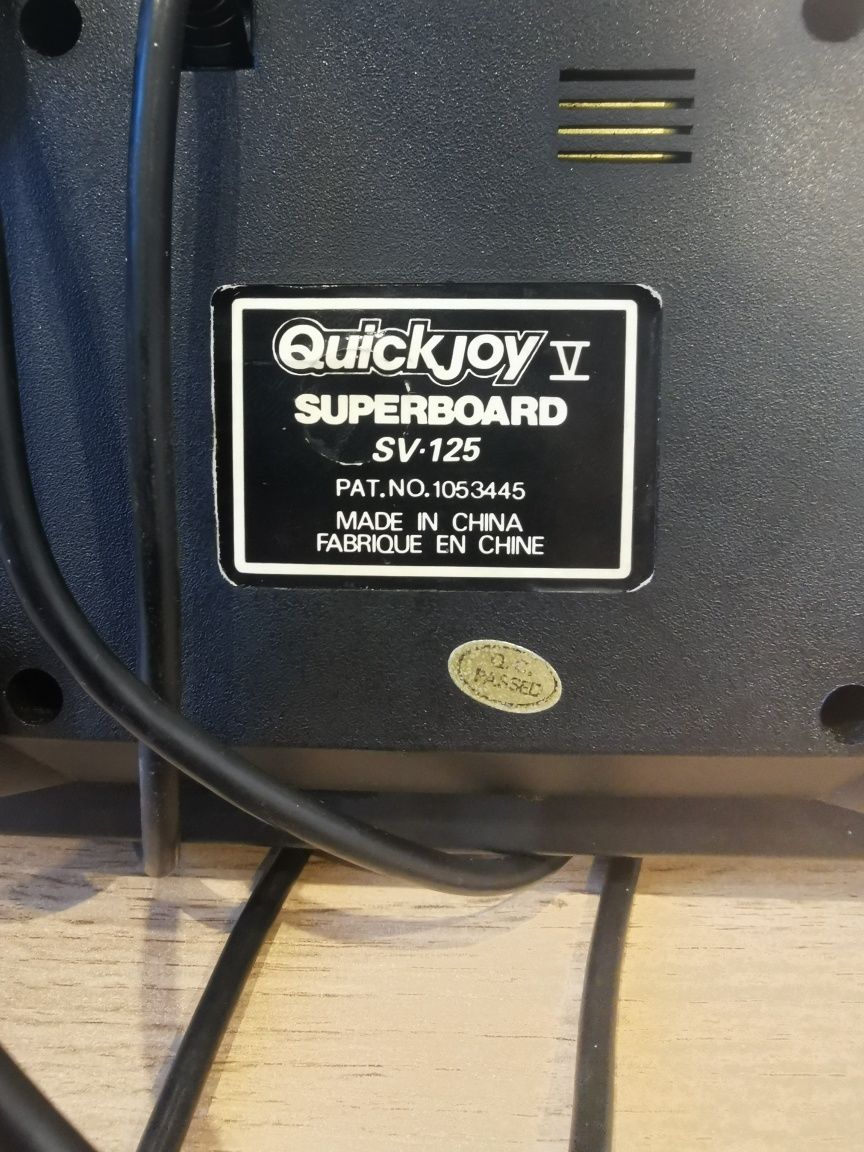 QuickJoy V
SUPERBOARD
SV-125
PAT.NO.1053445
MADE IN CHINA
FABRIQUE EN CHINE
Q.C.
PASSED